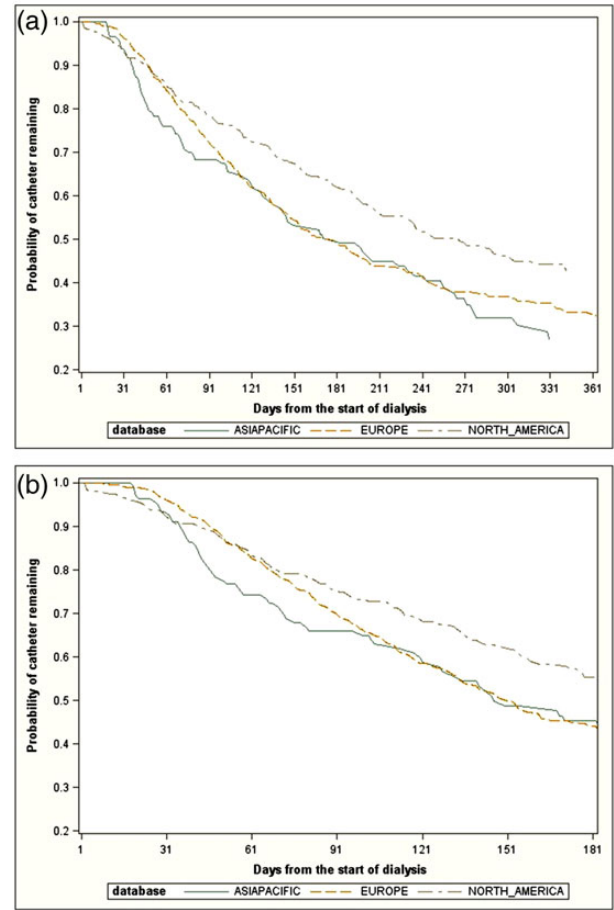 (a)
1.0
0.9
0.8
0.7
0.6
0.5
0.4
0.3
0.2
Probability of catheter remaining
1 31 61 91 121 151 181 211 241 271 301 331 361
Days from the start of dialysis
database ASIAPACIFIC EUROPE NORTH_AMERICA
(b)
1.0
0.9
0.8
0.7
0.6
0.5
0.4
0.3
0.2
Probability of catheter remaining
1 31 61 91 121 151 181
Days from the start of dialysis
database ASIAPACIFIC EUROPE NORTH_AMERICA